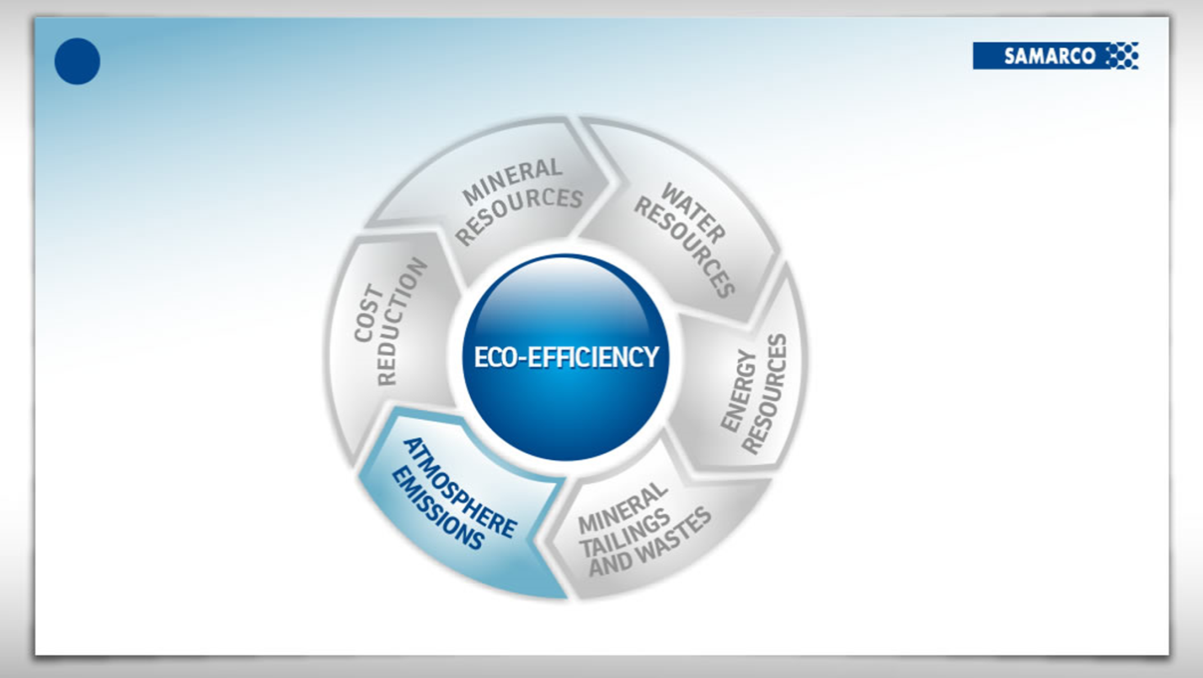 SAMARCO
MINERAL
RESOURCES
WATER
RESOURCES
ENERGY
RESOURCES
MINERAL
TAILINGS
AND WASTES
ATMOSPHERE
EMISSIONS
COST
REDUCTION
ECO-EFFICIENCY